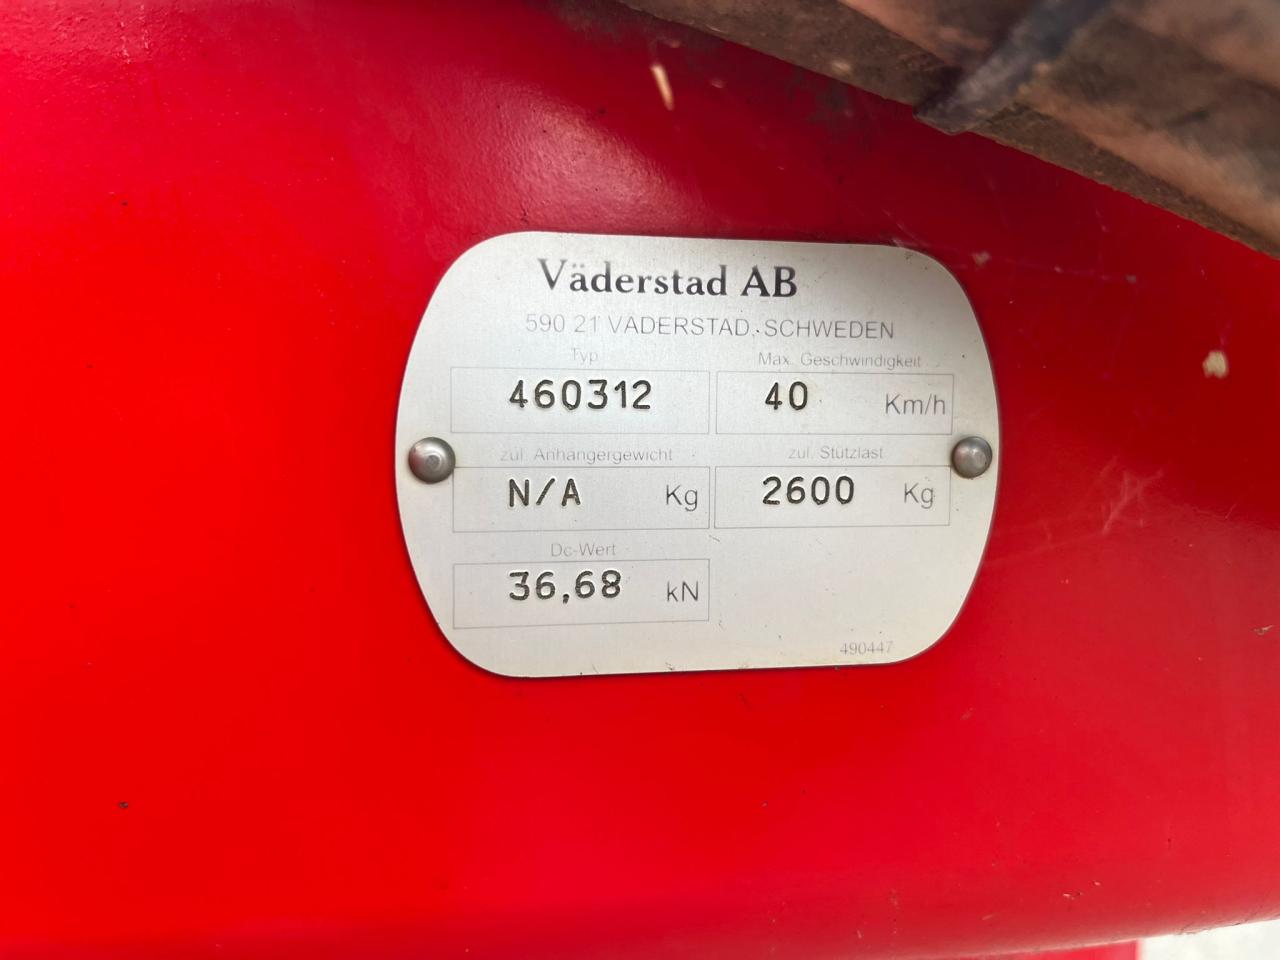 Väderstad AB
590 21 VÄDERSTAD, SCHWEDEN
Typ
Max. Geschwindigkeit
460312
40 Km/h
zul. Anhängergewicht
zul. Stützlast
N/A Kg
2600 Kg
Dc-Wert
36,68 kN
490447